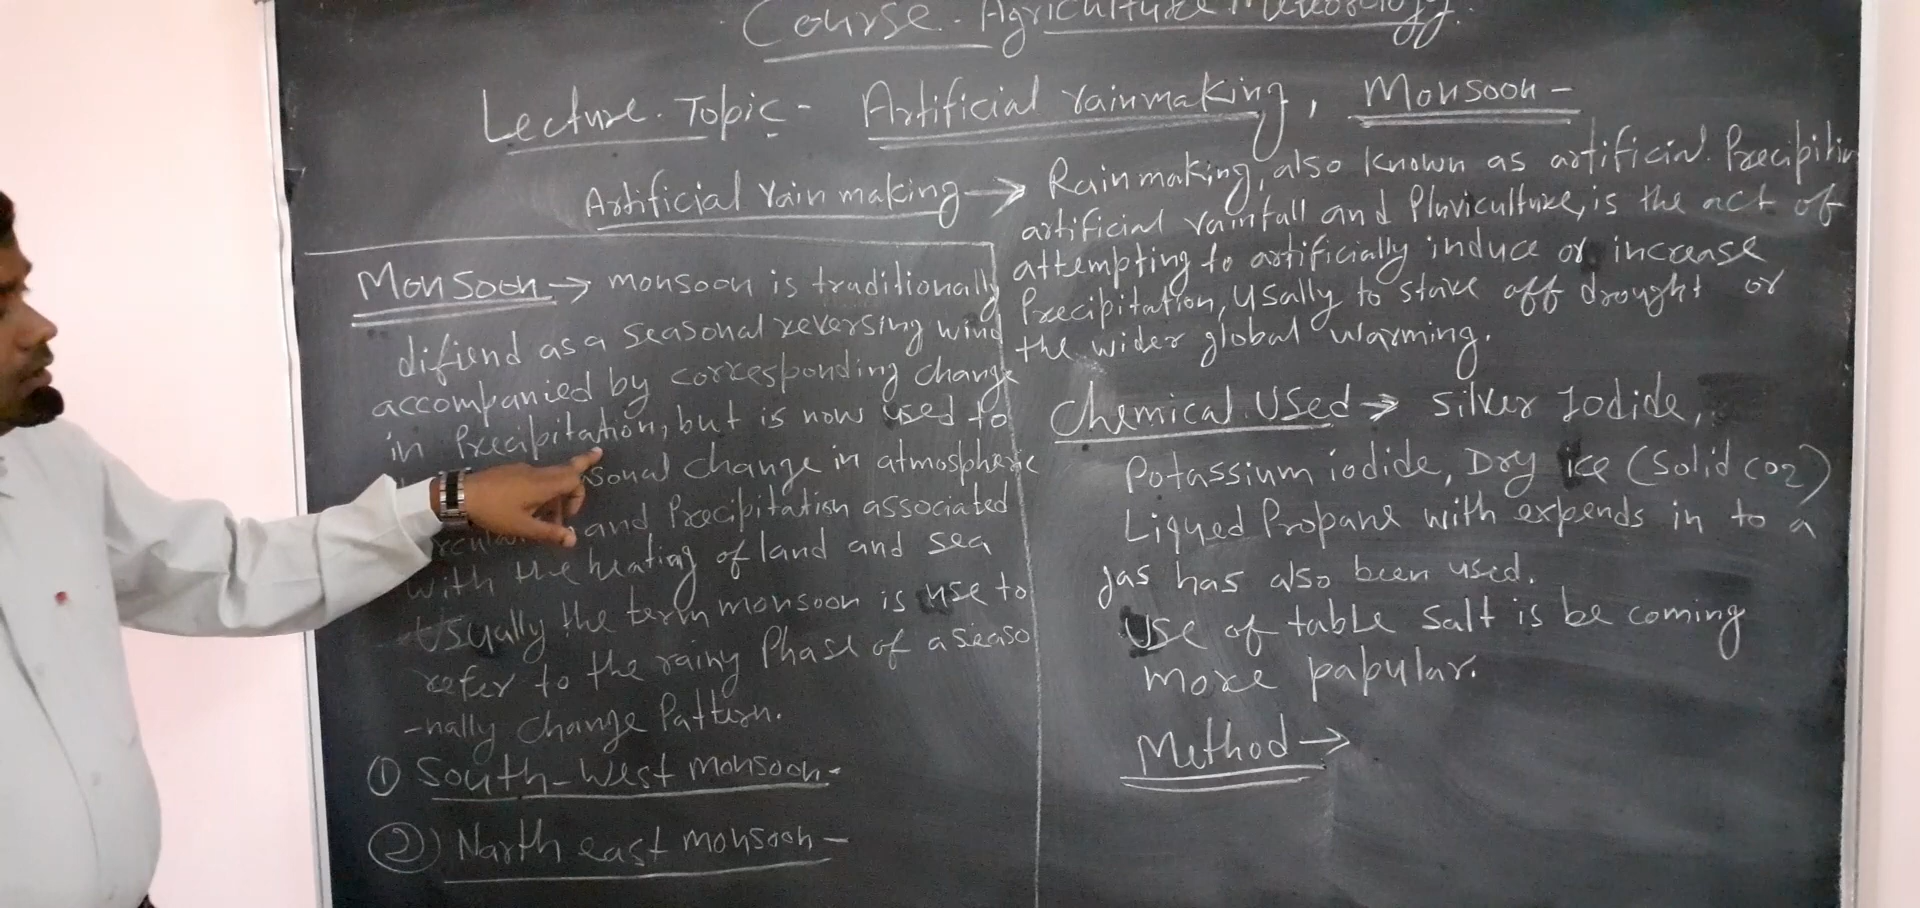 Course - Agriculture Meteorology.
Lecture. Topic - Artificial rainmaking, Monsoon -
Artificial rain making → Rainmaking, also known as artificial. Precipitin
artificial rainfall and Pluviculture, is the act of
attempting to artificially induce or increase
Precipitation, Usally to stave off drought or
the wider global warming.
Chemical Used → Silver Iodide,
Potassium iodide, Dry ice (Solid CO2)
Liqued Propane with expends in to a
gas has also been used.
Use of table salt is be coming
more papular.
Method →
Monsoon → monsoon is traditionally
difiend as a seasonal reversing wind
accompanied by corresponding change
in Precipitation, but is now used to
sonal change in atmospheric
and Precipitation associated
with the heating of land and sea
Usually the term monsoon is use to
refer to the rainy Phase of a seaso
-nally change Pattern.
① South-West monsoon-
② North east monsoon-